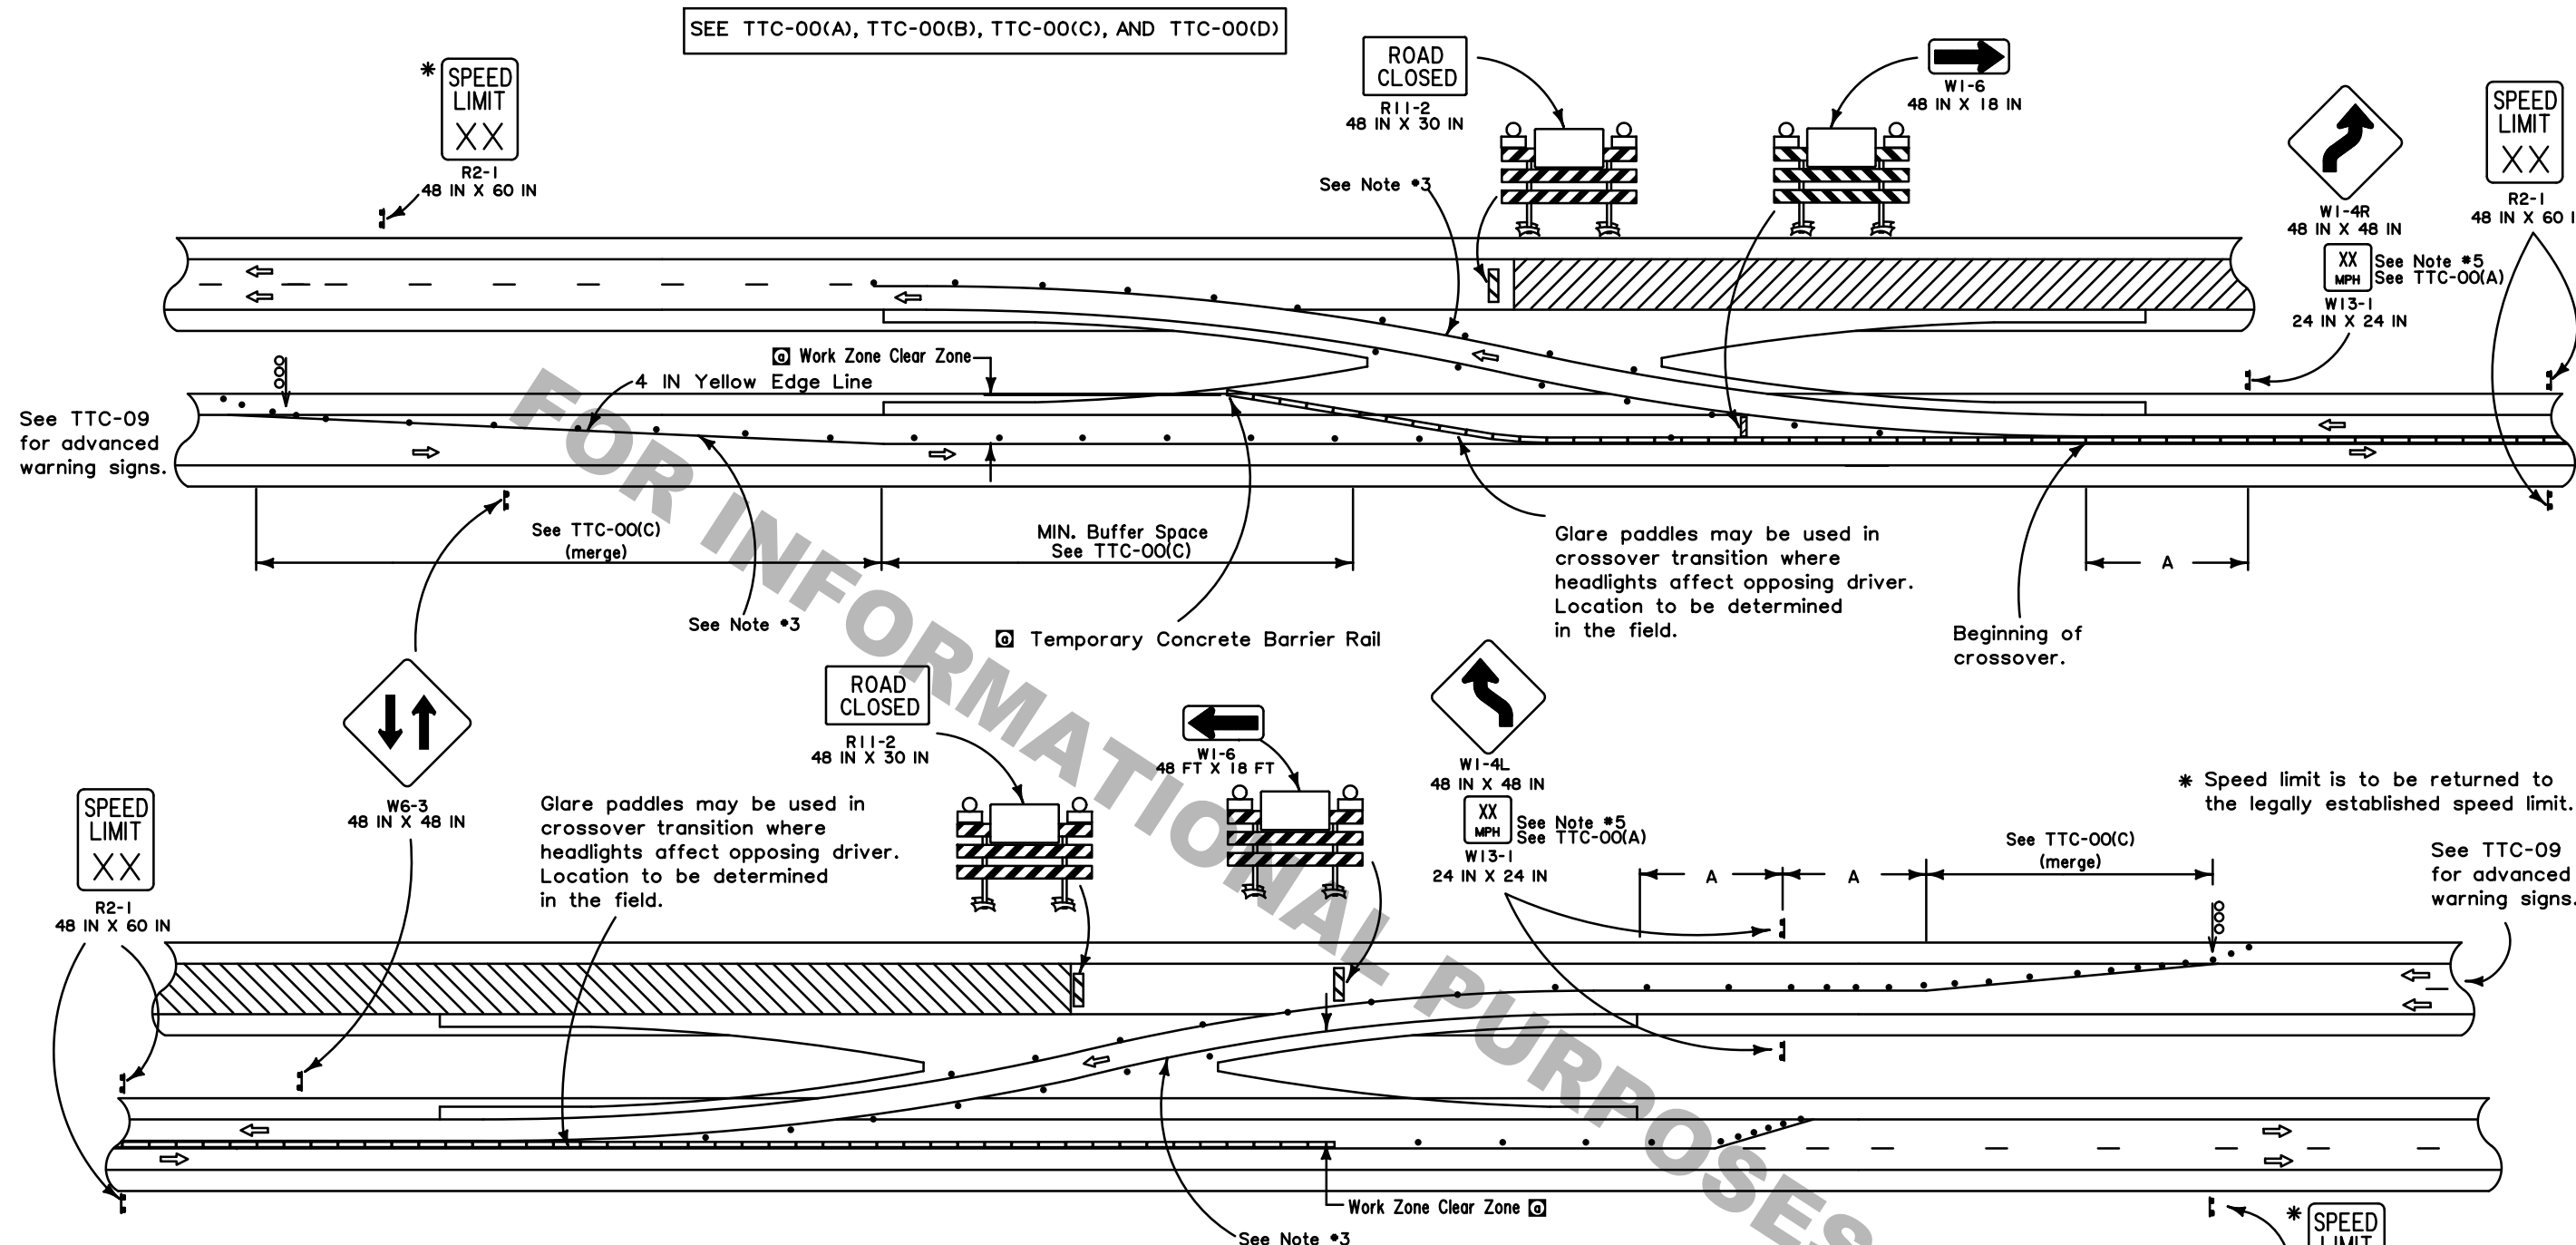 SEE TTC-00(A), TTC-00(B), TTC-00(C), AND TTC-00(D)
*
SPEED
LIMIT
XX
R2-1
48 IN X 60 IN
ROAD
CLOSED
R11-2
48 IN X 30 IN
W1-6
48 IN X 18 IN
See Note #3
W1-4R
48 IN X 48 IN
XX
MPH
See Note #5
See TTC-00(A)
W13-1
24 IN X 24 IN
SPEED
LIMIT
XX
R2-1
48 IN X 60 I
@ Work Zone Clear Zone
4 IN Yellow Edge Line
See TTC-09
for advanced
warning signs.
See TTC-00(C)
(merge)
MIN. Buffer Space
See TTC-00(C)
A
Glare paddles may be used in
crossover transition where
headlights affect opposing driver.
Location to be determined
in the field.
See Note #3
@ Temporary Concrete Barrier Rail
Beginning of
crossover.
FOR INFORMATIONAL PURPOSES
W6-3
48 IN X 48 IN
SPEED
LIMIT
XX
R2-1
48 IN X 60 IN
Glare paddles may be used in
crossover transition where
headlights affect opposing driver.
Location to be determined
in the field.
ROAD
CLOSED
R11-2
48 IN X 30 IN
W1-6
48 FT X 18 FT
W1-4L
48 IN X 48 IN
XX
MPH
See Note #5
See TTC-00(A)
W13-1
24 IN X 24 IN
A
A
See TTC-00(C)
(merge)
* Speed limit is to be returned to
the legally established speed limit.
See TTC-09
for advanced
warning signs.
Work Zone Clear Zone @
See Note #3
*
SPEED
LIMIT